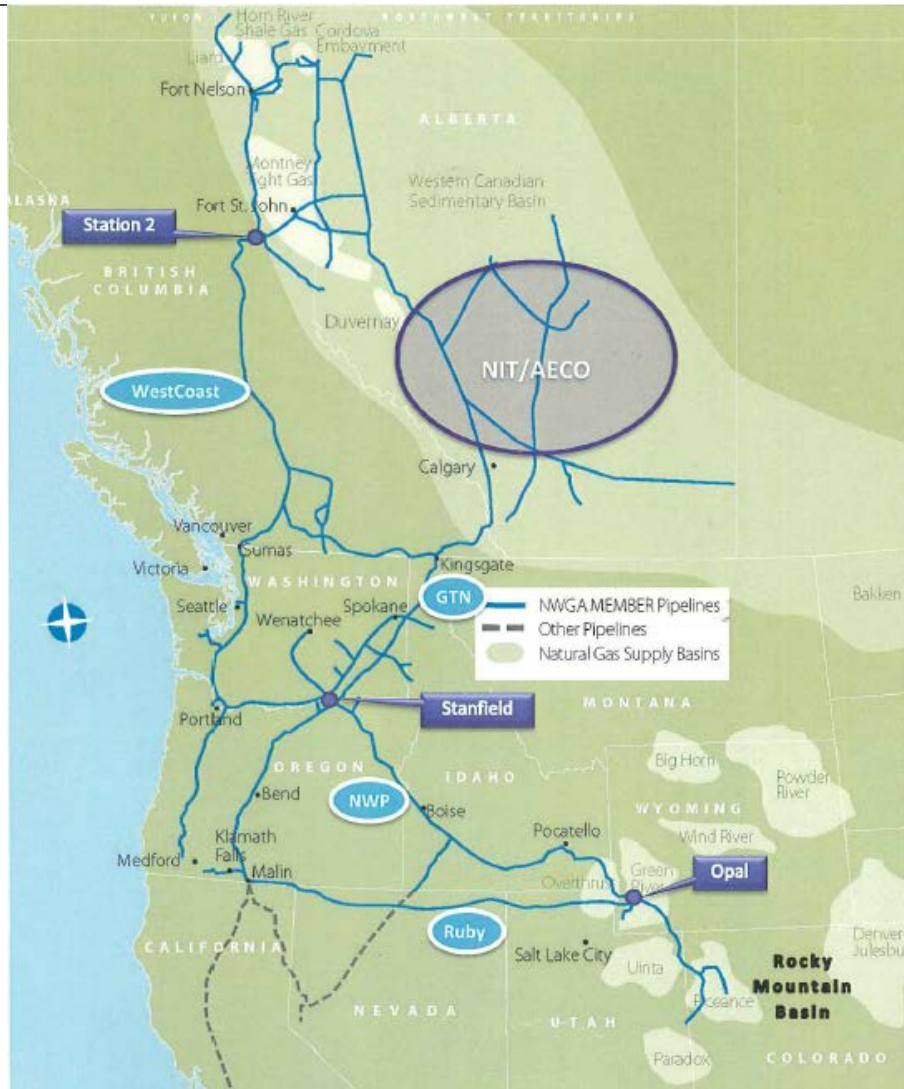 YUKON
NORTHWEST TERRITORIES
Horn River
Shale Gas
Cordova
Embayment
Liard
Fort Nelson
ALBERTA
Montney
Tight Gas
Western Canadian
Sedimentary Basin
ALASKA
Fort St. John
Station 2
BRITISH
COLUMBIA
Duvernay
NIT/AECO
WestCoast
Calgary
Vancouver
Sumas
Kingsgate
Victoria
WASHINGTON
GTN
Bakken
Seattle
Wenatchee
Spokane
NWGA MEMBER Pipelines
Other Pipelines
Natural Gas Supply Basins
Stanfield
Portland
MONTANA
OREGON
IDAHO
Big Horn
Powder
River
Bend
NWP
Boise
WYOMING
Wind River
Pocatello
Klamath
Falls
Medford
Malin
Overthrust
Green
River
Opal
CALIFORNIA
Ruby
Salt Lake City
Uinta
Denver
Julesbu
Rocky
Mountain
Basin
Piceance
NEVADA
UTAH
Paradox
COLORADO